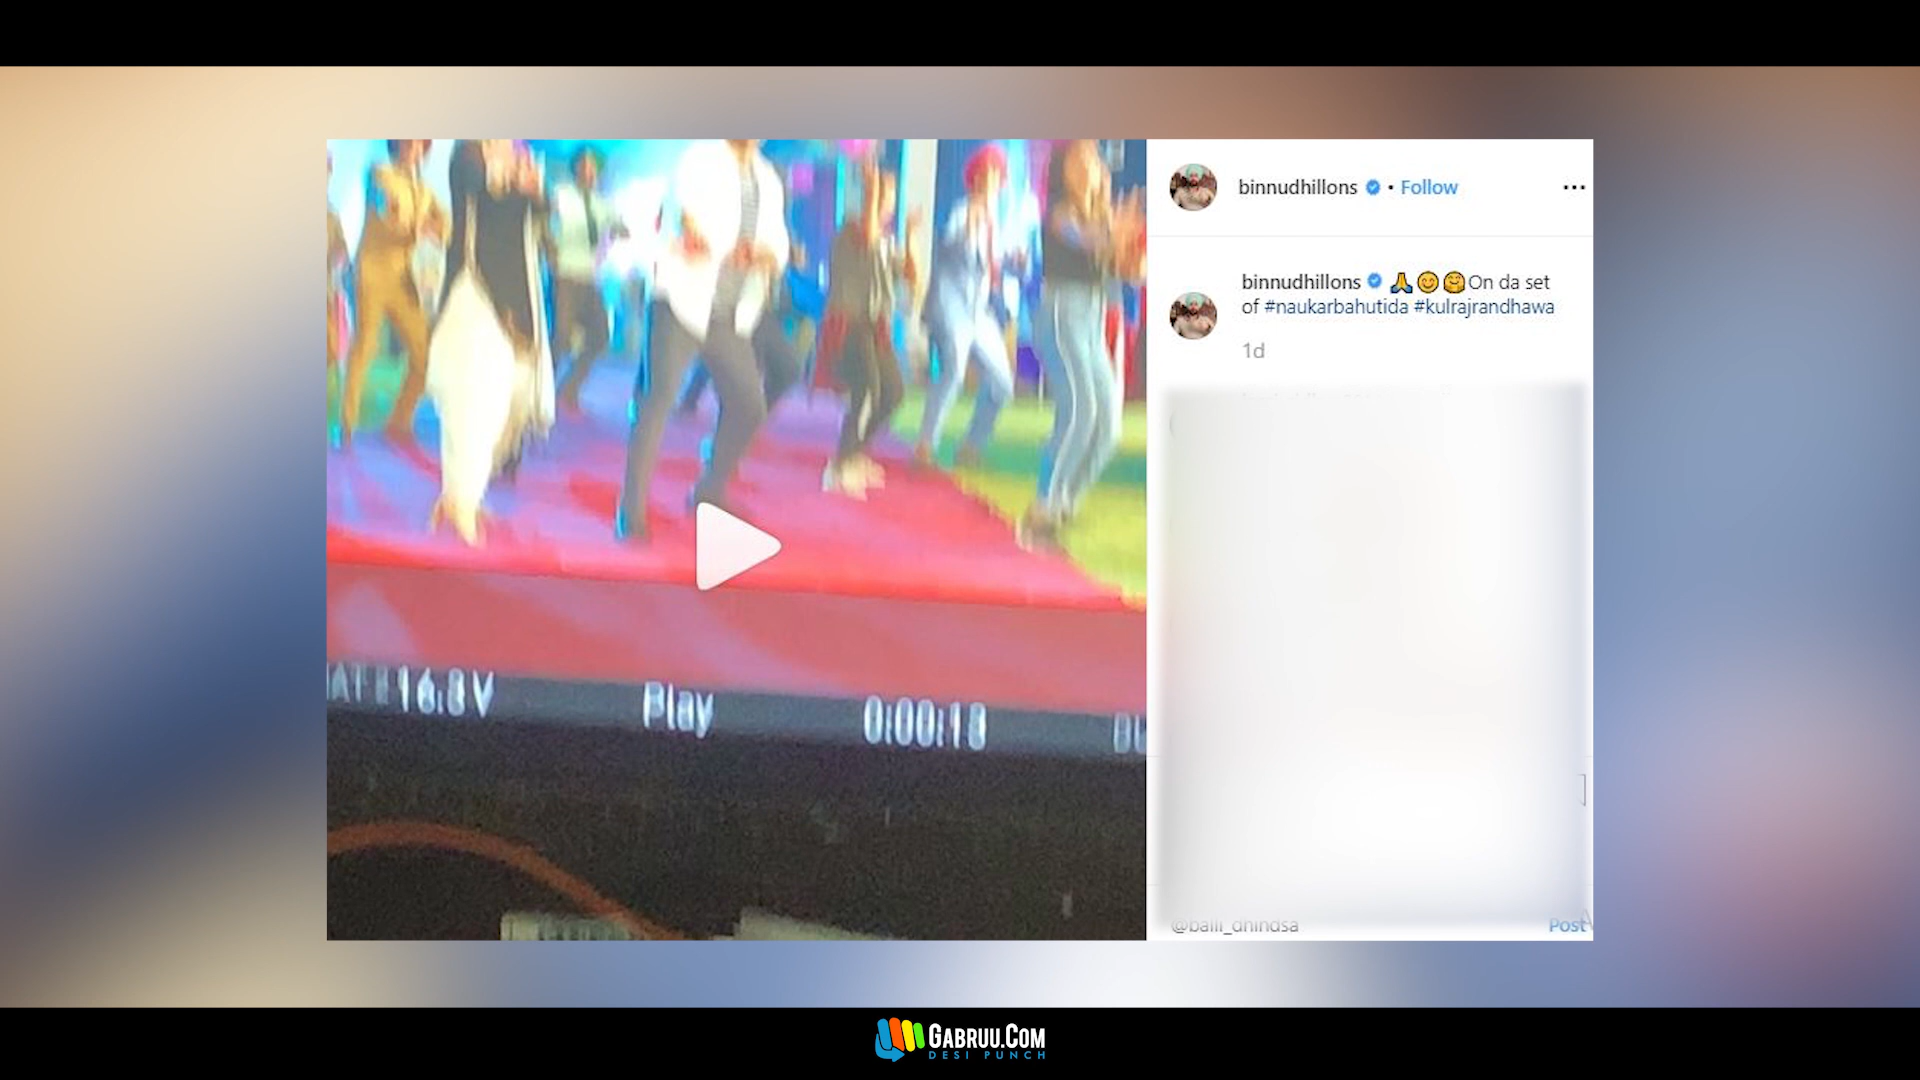 binnudhillons • Follow
binnudhillons 🙏😊🤗On da set
of #naukarbahutida #kulrajrandhawa
1d
16.8V Play 0:00:18
@balli_dhindsa Post
GABRUU.COM
DESI PUNCH